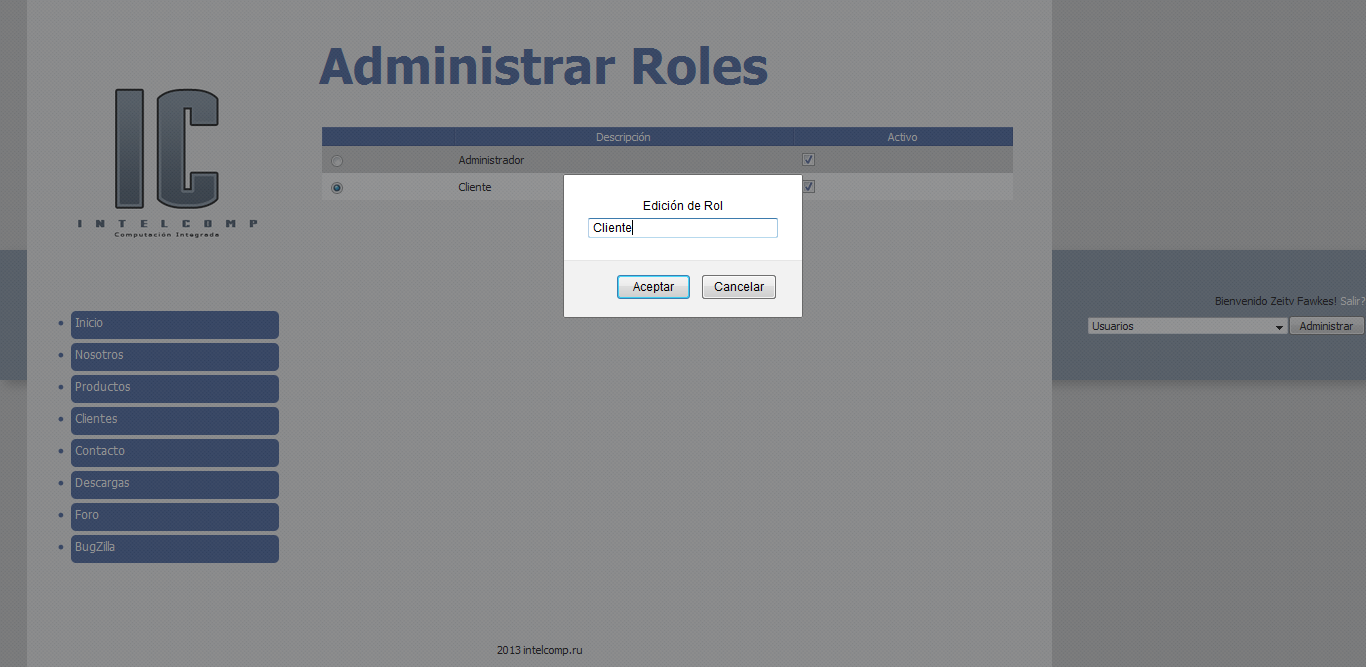 Administrar Roles
IC
INTELCOMP
Computación Integrada
Descripción Activo
Administrador
Cliente
Edición de Rol
Cliente
Aceptar Cancelar
Bienvenido Zeitv Fawkes! Salir?
Usuarios Administrar
Inicio
Nosotros
Productos
Clientes
Contacto
Descargas
Foro
BugZilla
2013 intelcomp.ru